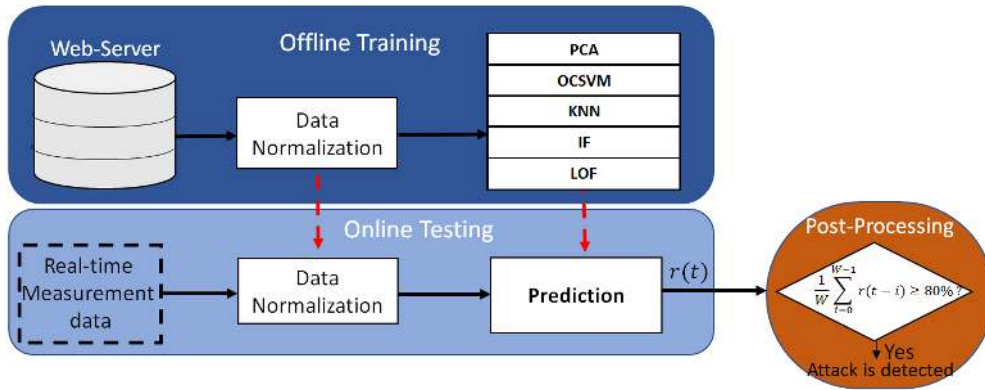 Offline Training
Web-Server
Data
Normalization
PCA
OCSVM
KNN
IF
LOF
Online Testing
Real-time
Measurement
data
Data
Normalization
Prediction
r(t)
Post-Processing
1/W ∑_{i=0}^{W-1} r(t − i) ≥ 80% ?
Yes
Attack is detected